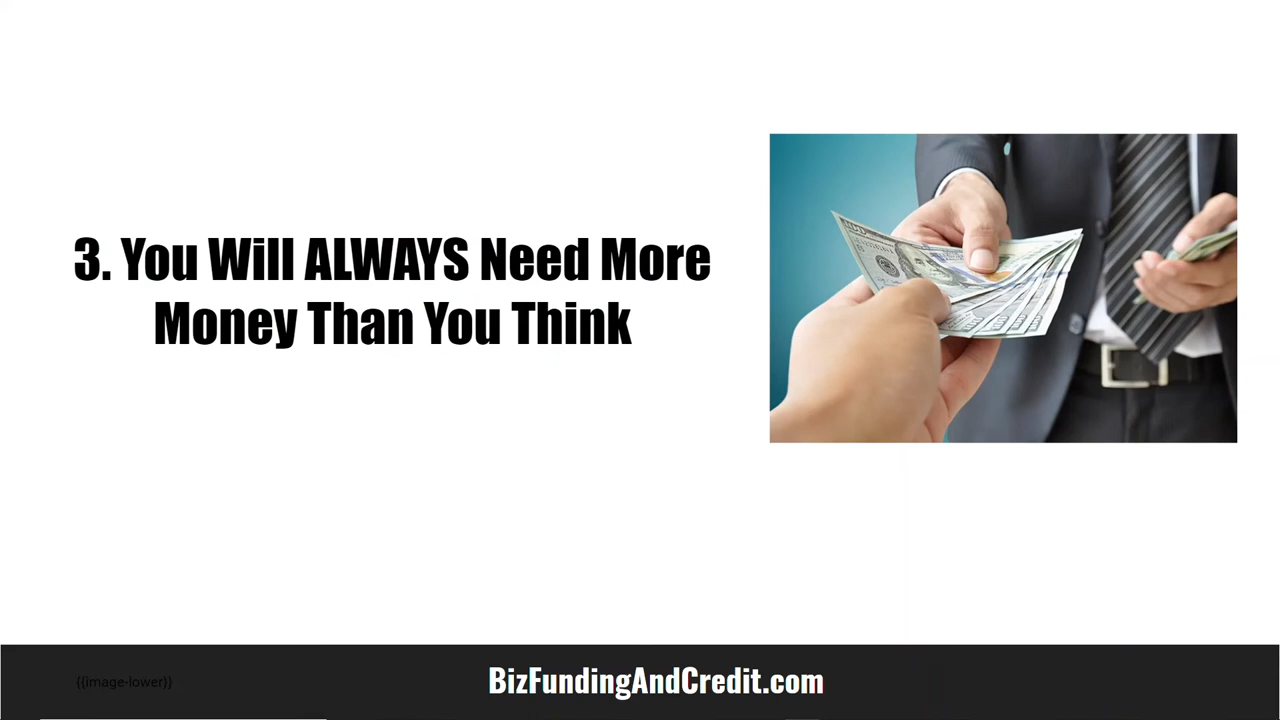 3. You Will ALWAYS Need More
Money Than You Think
{{image-lower}}
BizFundingAndCredit.com